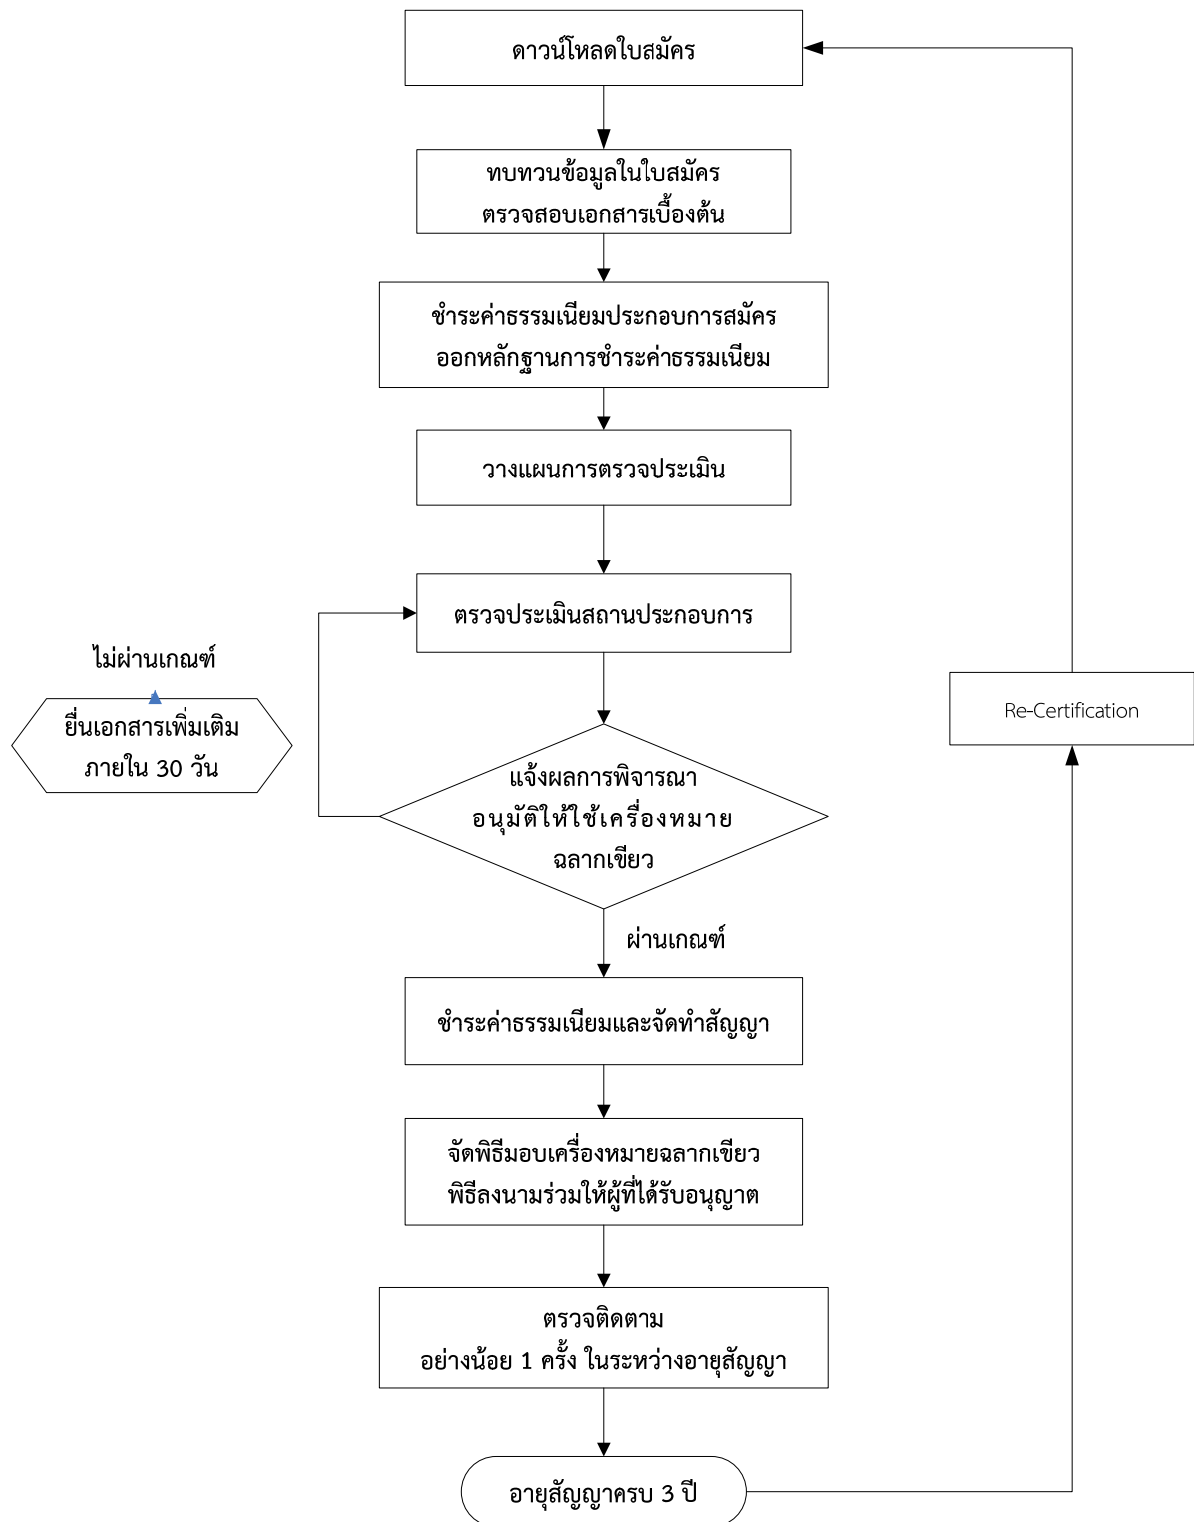 ดาวน์โหลดใบสมัคร
ทบทวนข้อมูลในใบสมัคร
ตรวจสอบเอกสารเบื้องต้น
ชำระค่าธรรมเนียมประกอบการสมัคร
ออกหลักฐานการชำระค่าธรรมเนียม
วางแผนการตรวจประเมิน
ตรวจประเมินสถานประกอบการ
ไม่ผ่านเกณฑ์
ยื่นเอกสารเพิ่มเติม
ภายใน 30 วัน
Re-Certification
แจ้งผลการพิจารณา
อนุมัติให้ใช้เครื่องหมาย
ฉลากเขียว
ผ่านเกณฑ์
ชำระค่าธรรมเนียมและจัดทำสัญญา
จัดพิธีมอบเครื่องหมายฉลากเขียว
พิธีลงนามร่วมให้ผู้ที่ได้รับอนุญาต
ตรวจติดตาม
อย่างน้อย 1 ครั้ง ในระหว่างอายุสัญญา
อายุสัญญาครบ 3 ปี